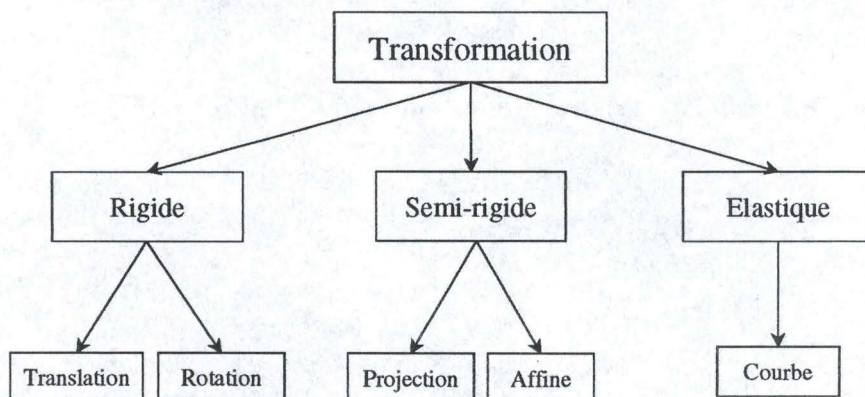 Transformation
Rigide
Semi-rigide
Elastique
Translation
Rotation
Projection
Affine
Courbe